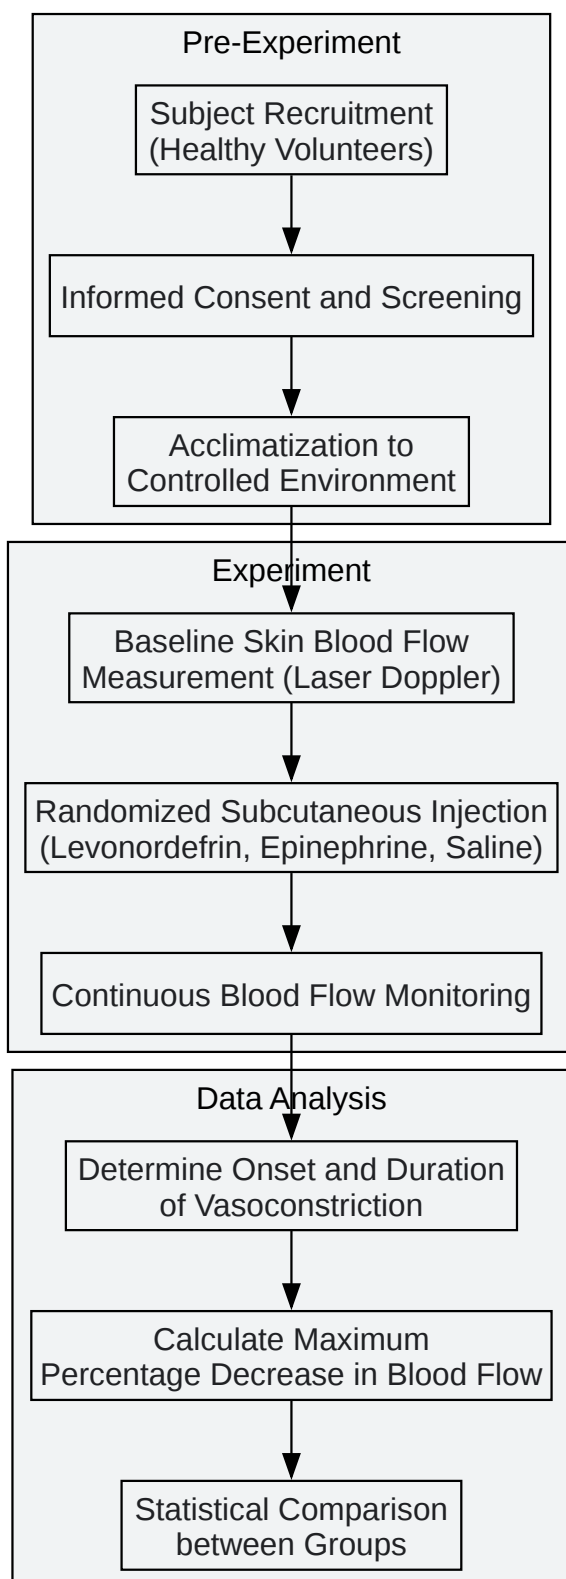 Pre-Experiment
Subject Recruitment
(Healthy Volunteers)
Informed Consent and Screening
Acclimatization to
Controlled Environment
Experiment
Baseline Skin Blood Flow
Measurement (Laser Doppler)
Randomized Subcutaneous Injection
(Levonordefrin, Epinephrine, Saline)
Continuous Blood Flow Monitoring
Data Analysis
Determine Onset and Duration
of Vasoconstriction
Calculate Maximum
Percentage Decrease in Blood Flow
Statistical Comparison
between Groups